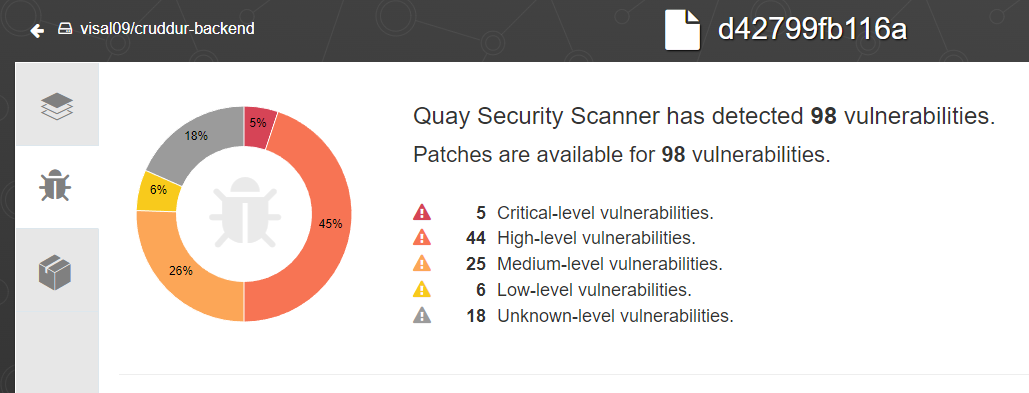 visal09/cruddur-backend
d42799fb116a
Quay Security Scanner has detected 98 vulnerabilities.
Patches are available for 98 vulnerabilities.
5 Critical-level vulnerabilities.
44 High-level vulnerabilities.
25 Medium-level vulnerabilities.
6 Low-level vulnerabilities.
18 Unknown-level vulnerabilities.
5%
18%
6%
45%
26%